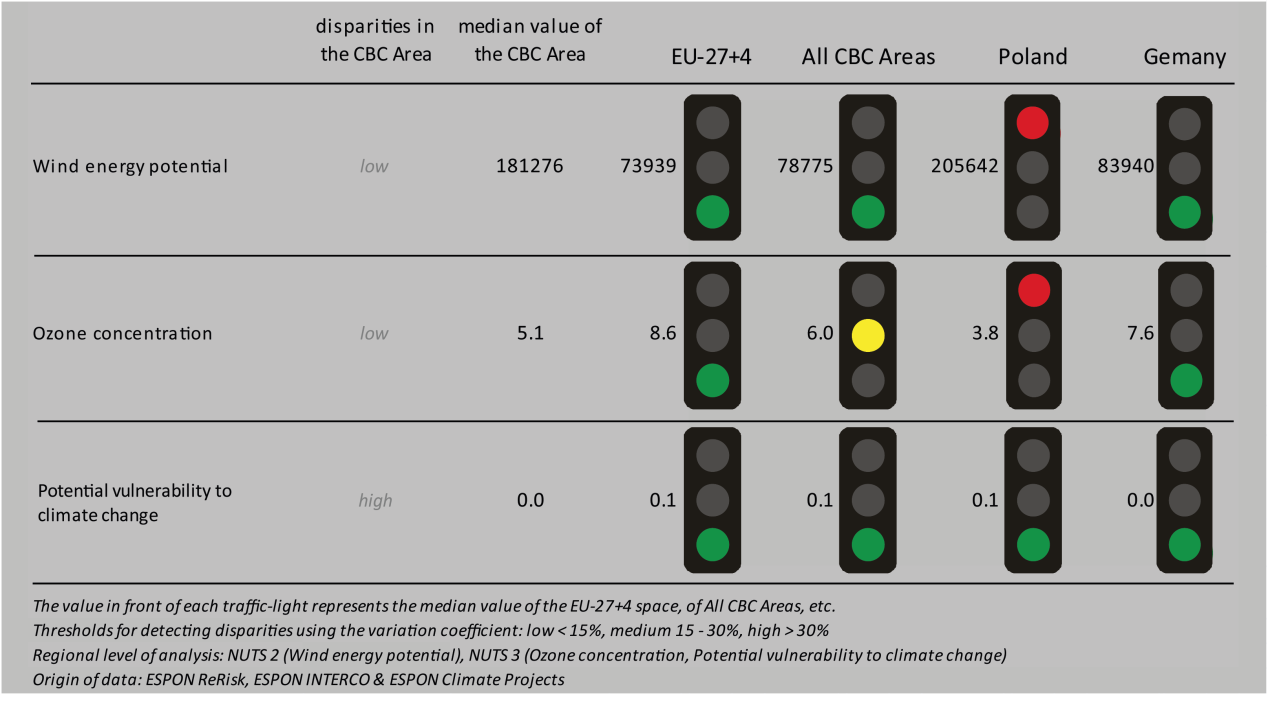 disparities in
the CBC Area
median value of
the CBC Area
EU-27+4
All CBC Areas
Poland
Gemany
Wind energy potential
low
181276
73939
78775
205642
83940
Ozone concentration
low
5.1
8.6
6.0
3.8
7.6
Potential vulnerability to
climate change
high
0.0
0.1
0.1
0.1
0.0
The value in front of each traffic-light represents the median value of the EU-27+4 space, of All CBC Areas, etc.
Thresholds for detecting disparities using the variation coefficient: low < 15%, medium 15 - 30%, high > 30%
Regional level of analysis: NUTS 2 (Wind energy potential), NUTS 3 (Ozone concentration, Potential vulnerability to climate change)
Origin of data: ESPON ReRisk, ESPON INTERCO & ESPON Climate Projects